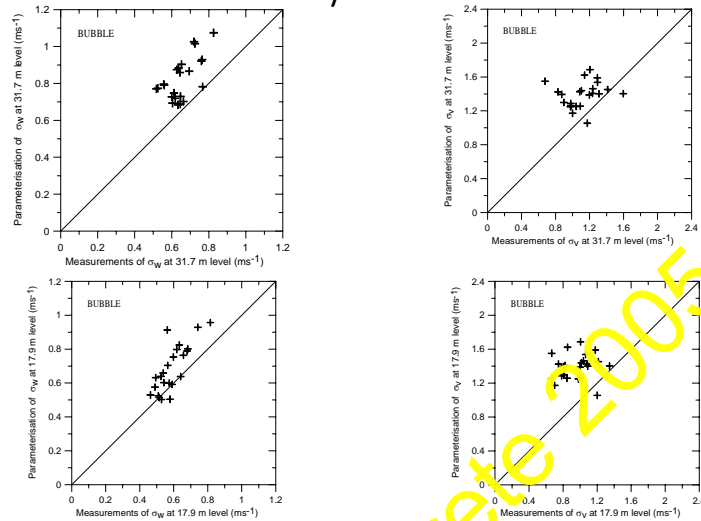 1.2
1
0.8
0.6
0.4
0.2
0
0 0.2 0.4 0.6 0.8 1 1.2
BUBBLE
Parameterisation of σw at 31.7 m level (ms-1)
Measurements of σw at 31.7 m level (ms-1)
2.4
2
1.6
1.2
0.8
0.4
0
0 0.4 0.8 1.2 1.6 2 2.4
BUBBLE
Parameterisation of σv at 31.7 m level (ms-1)
Measurements of σv at 31.7 m level (ms-1)
1.2
1
0.8
0.6
0.4
0.2
0
0 0.2 0.4 0.6 0.8 1 1.2
BUBBLE
Parameterisation of σw at 17.9 m level (ms-1)
Measurements of σw at 17.9 m level (ms-1)
2.4
2
1.6
1.2
0.8
0.4
0
0 0.4 0.8 1.2 1.6 2 2.4
BUBBLE
Parameterisation of σv at 17.9 m level (ms-1)
Measurements of σv at 17.9 m level (ms-1)
ete 2005